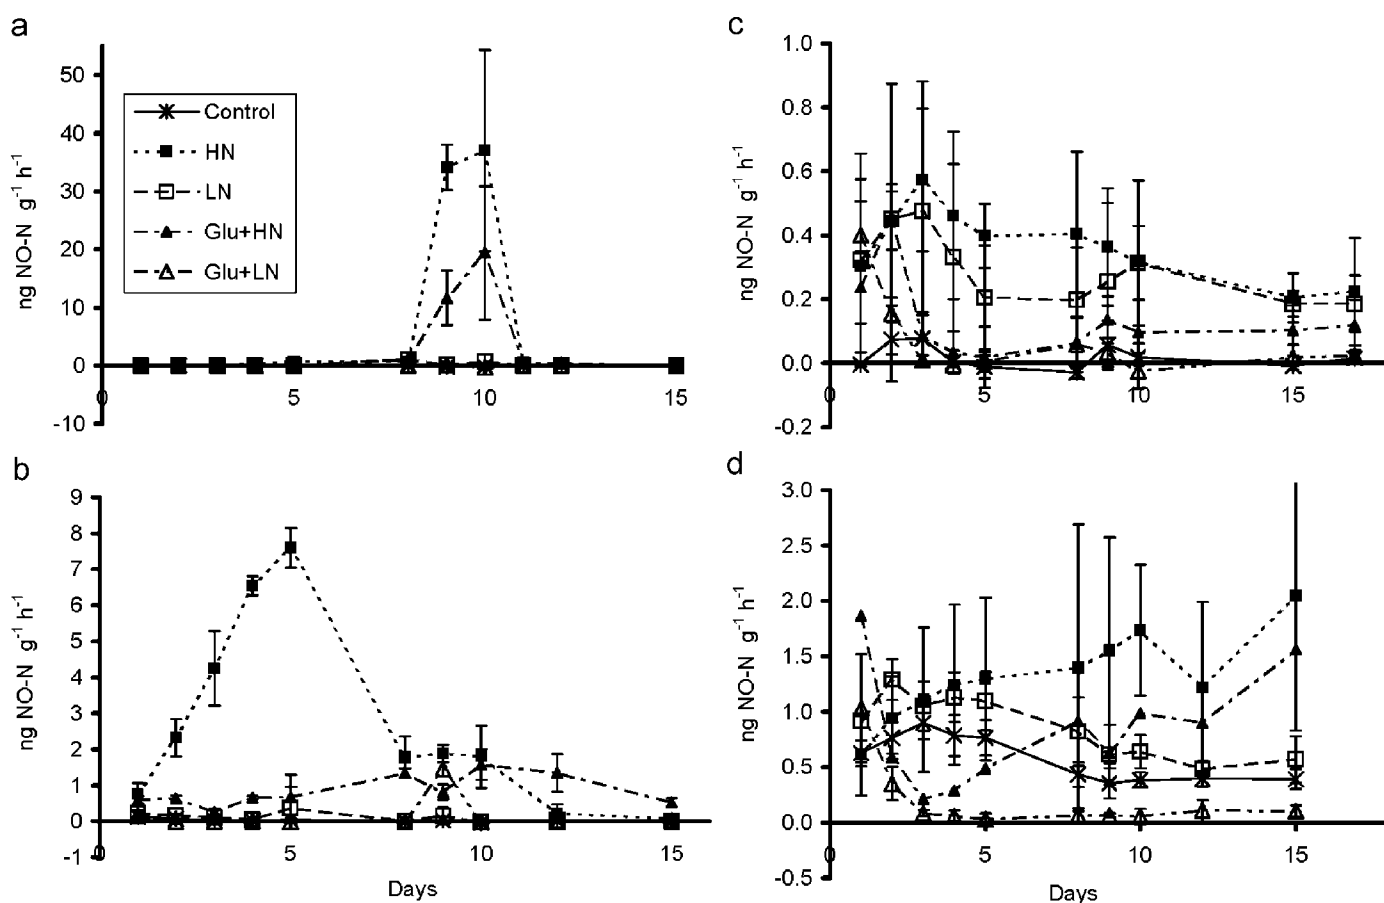 a
50
40
30
20
10
0
-10
ng NO-N g⁻¹ h⁻¹
Control
HN
LN
Glu+HN
Glu+LN
0 5 10 15
c
1.0
0.8
0.6
0.4
0.2
0.0
-0.2
ng NO-N g⁻¹ h⁻¹
0 5 10 15
b
9
8
7
6
5
4
3
2
1
0
-1
ng NO-N g⁻¹ h⁻¹
0 5 10 15
Days
d
3.0
2.5
2.0
1.5
1.0
0.5
0.0
-0.5
ng NO-N g⁻¹ h⁻¹
0 5 10 15
Days